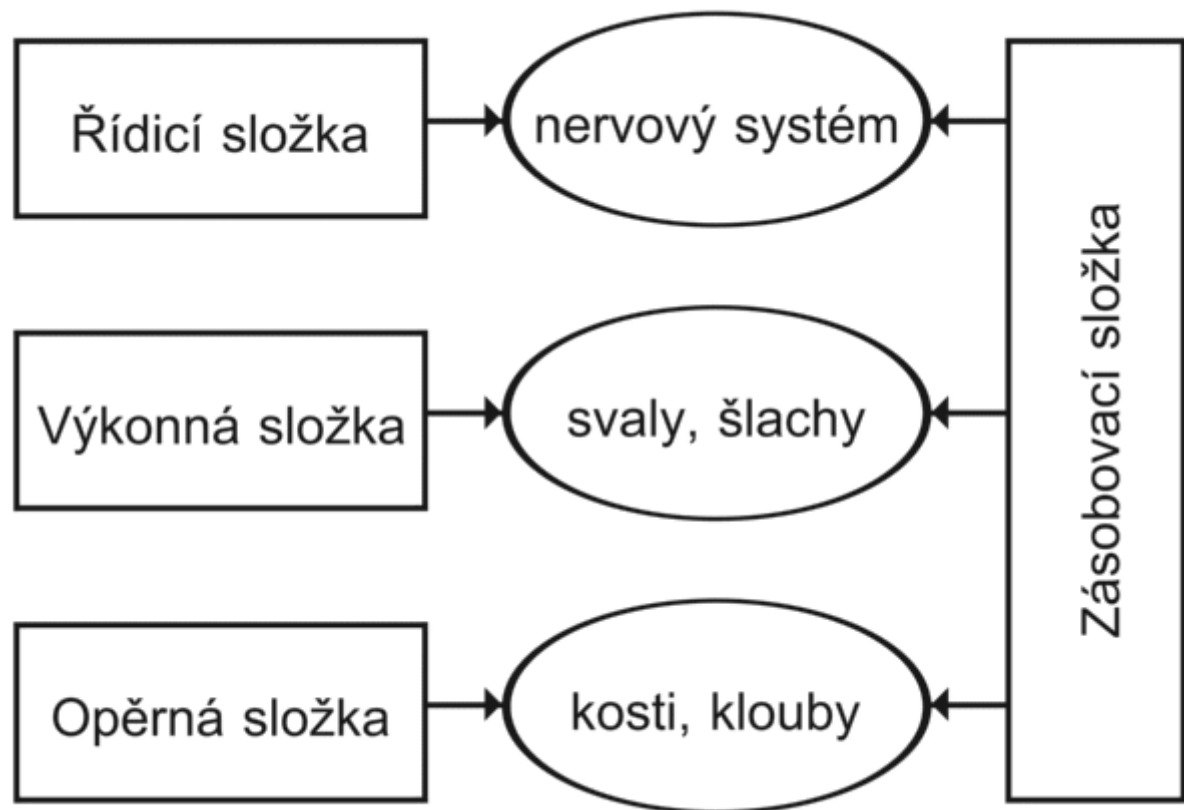 Řídicí složka
nervový systém
Výkonná složka
svaly, šlachy
Opěrná složka
kosti, klouby
Zásobovací složka